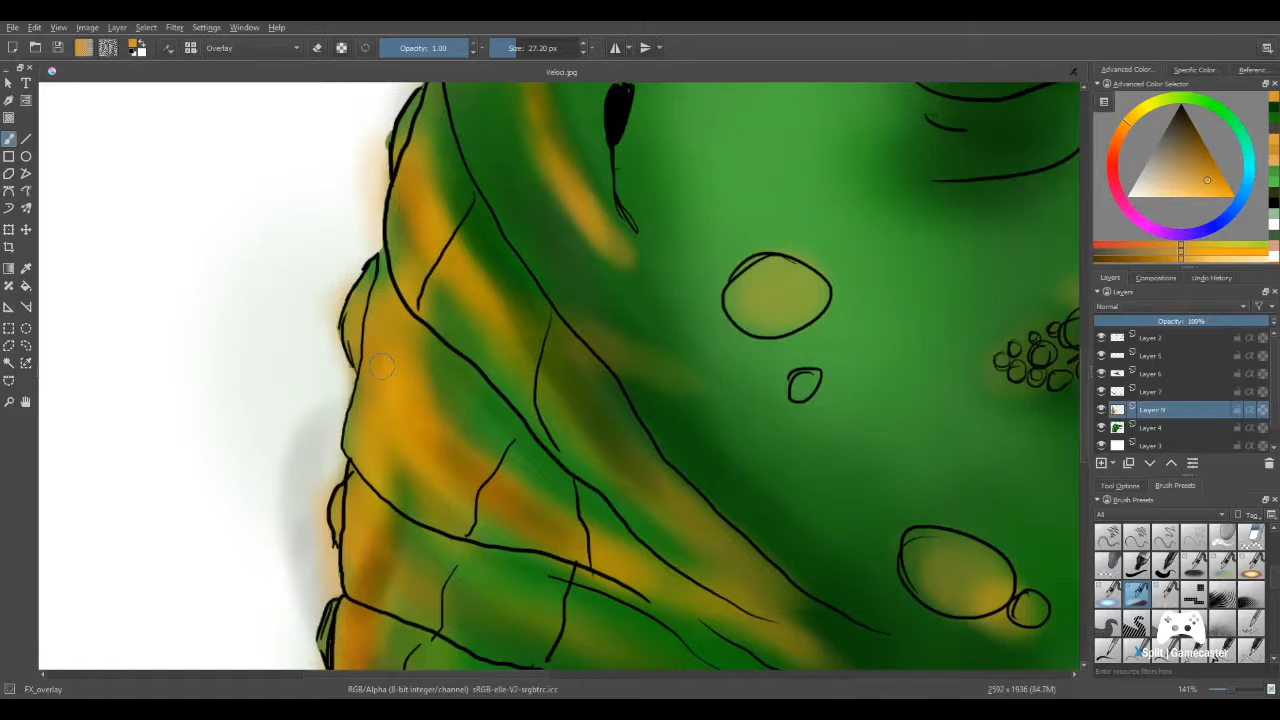 File Edit View Image Layer Select Filter Settings Window Help
Overlay Opacity: 1.00 Size: 27.20 px
Veloci.jpg
Advanced Color... Specific Color... Referenc...
Advanced Color Selector
Layers Compositions Undo History
Layers
Normal
Opacity: 100%
Layer 2
Layer 5
Layer 6
Layer 7
Layer 9
Layer 4
Layer 3
Tool Options Brush Presets
Brush Presets
All Tag
XSplit | Gamecaster
Enter resource filters here
FX_overlay RGB/Alpha (8-bit integer/channel) sRGB-elle-V2-srgbtrc.icc 2592 x 1936 (84.7M) 141%